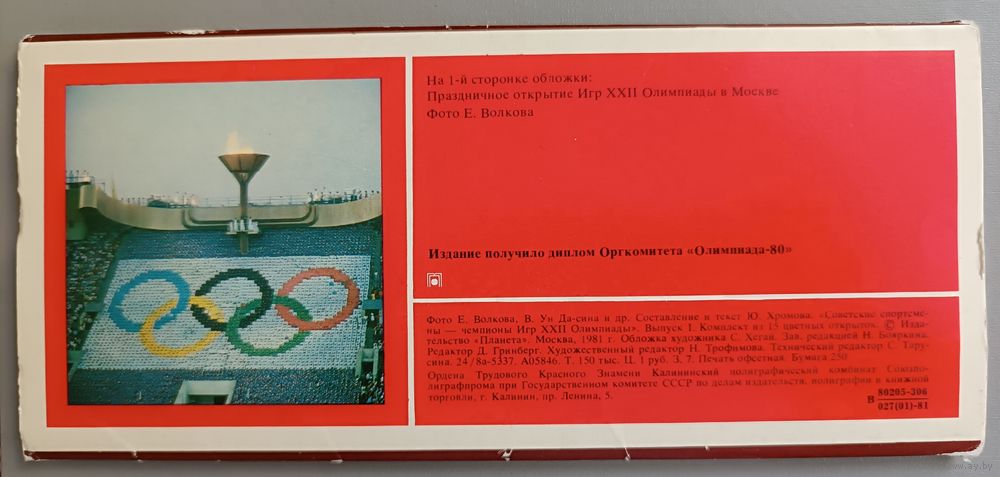 На 1-й сторонке обложки:
Праздничное открытие Игр XXII Олимпиады в Москве
Фото Е. Волкова
Издание получило диплом Оргкомитета «Олимпиада-80»
Фото Е. Волкова, В. Ун Да-сина и др. Составление и текст Ю. Хромова. «Советские спортсме-
ны — чемпионы Игр XXII Олимпиады». Выпуск 1. Комплект из 15 цветных открыток. © Изда-
тельство «Планета». Москва, 1981 г. Обложка художника С. Хегай. Зав. редакцией Н. Бояркина.
Редактор Д. Гринберг. Художественный редактор Н. Трофимова. Технический редактор С. Тару-
сина. 24/8а-5337. А05846. Т. 150 тыс. Ц. 1 руб. З. 7. Печать офсетная. Бумага 250
Ордена Трудового Красного Знамени Калининский полиграфический комбинат Союзпо-
лиграфпрома при Государственном комитете СССР по делам издательств, полиграфии и книжной
торговли, г. Калинин, пр. Ленина, 5.
В 80205-306
027(01)-81
www.ay.by